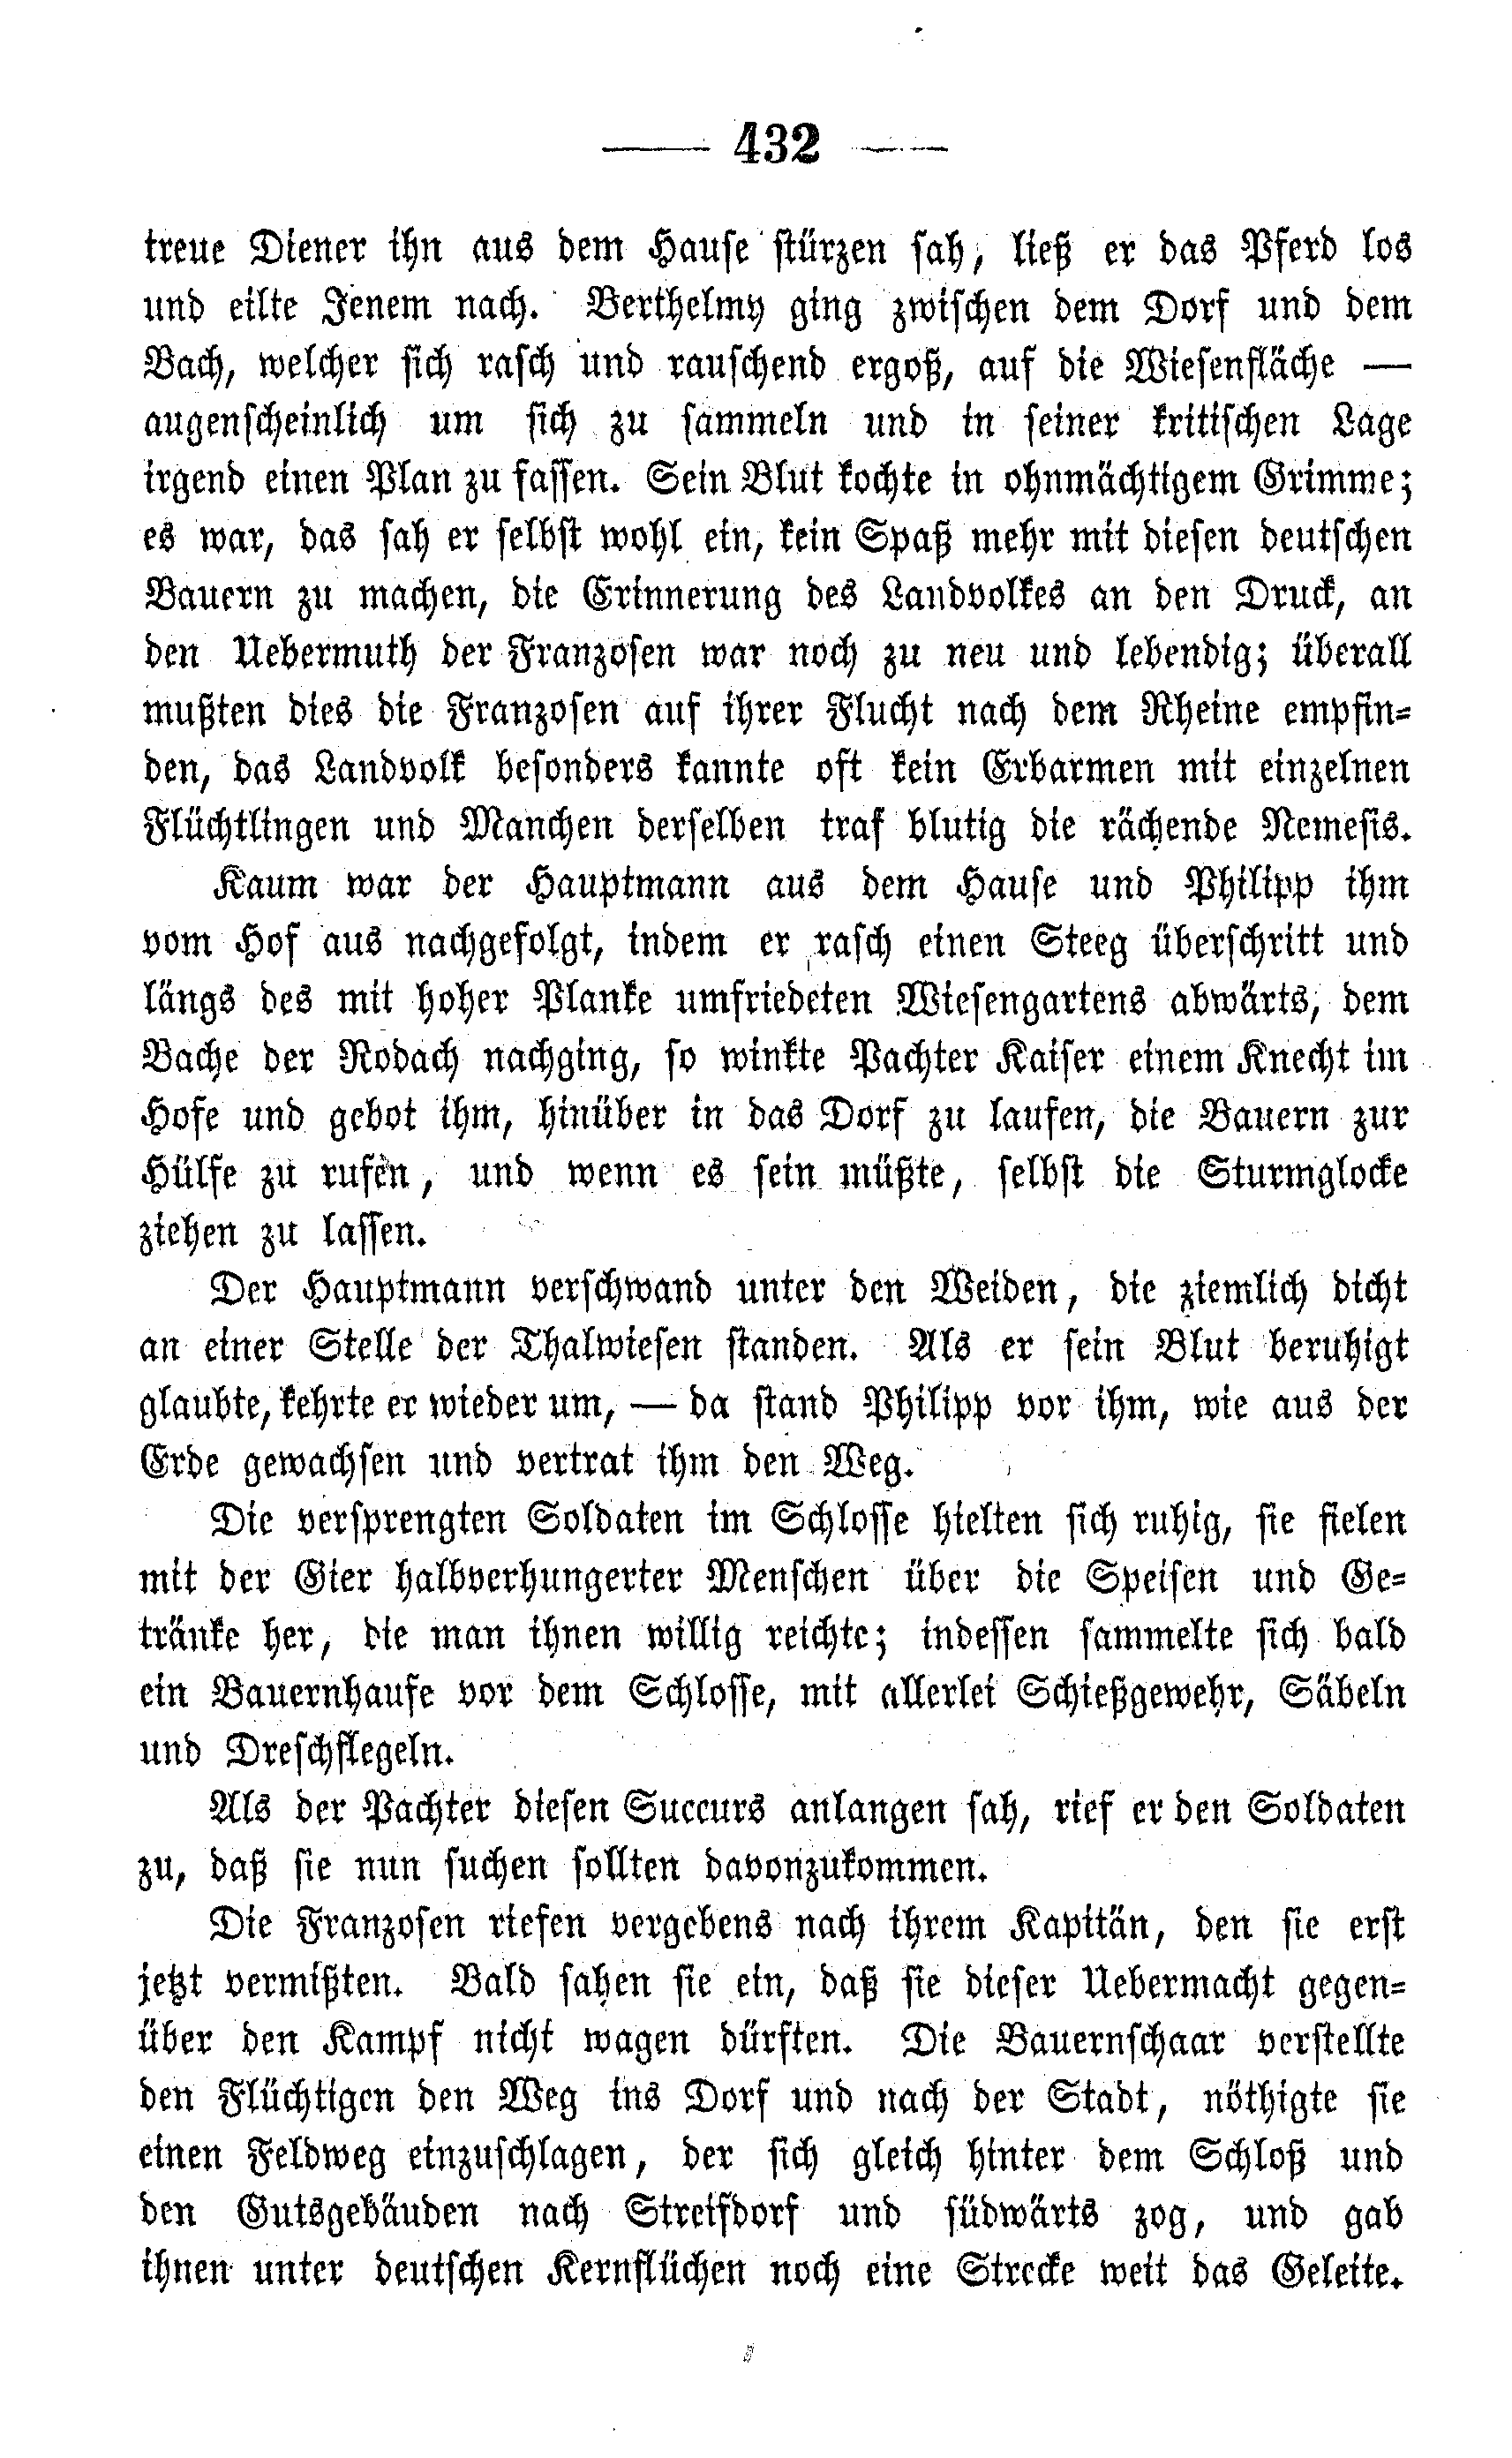 — 432 —
treue Diener ihn aus dem Hause stürzen sah, ließ er das Pferd los
und eilte Jenem nach. Berthelmy ging zwischen dem Dorf und dem
Bach, welcher sich rasch und rauschend ergoß, auf die Wiesenfläche —
augenscheinlich um sich zu sammeln und in seiner kritischen Lage
irgend einen Plan zu fassen. Sein Blut kochte in ohnmächtigem Grimme;
es war, das sah er selbst wohl ein, kein Spaß mehr mit diesen deutschen
Bauern zu machen, die Erinnerung des Landvolkes an den Druck, an
den Uebermuth der Franzosen war noch zu neu und lebendig; überall
mußten dies die Franzosen auf ihrer Flucht nach dem Rheine empfin-
den, das Landvolk besonders kannte oft kein Erbarmen mit einzelnen
Flüchtlingen und Manchen derselben traf blutig die rächende Nemesis.
Kaum war der Hauptmann aus dem Hause und Philipp ihm
vom Hof aus nachgefolgt, indem er rasch einen Steeg überschritt und
längs des mit hoher Planke umfriedeten Wiesengartens abwärts, dem
Bache der Rodach nachging, so winkte Pachter Kaiser einem Knecht im
Hofe und gebot ihm, hinüber in das Dorf zu laufen, die Bauern zur
Hülfe zu rufen, und wenn es sein müßte, selbst die Sturmglocke
ziehen zu lassen.
Der Hauptmann verschwand unter den Weiden, die ziemlich dicht
an einer Stelle der Thalwiesen standen. Als er sein Blut beruhigt
glaubte, kehrte er wieder um, — da stand Philipp vor ihm, wie aus der
Erde gewachsen und vertrat ihm den Weg.
Die versprengten Soldaten im Schlosse hielten sich ruhig, sie fielen
mit der Gier halbverhungerter Menschen über die Speisen und Ge-
tränke her, die man ihnen willig reichte; indessen sammelte sich bald
ein Bauernhaufe vor dem Schlosse, mit allerlei Schießgewehr, Säbeln
und Dreschflegeln.
Als der Pachter diesen Succurs anlangen sah, rief er den Soldaten
zu, daß sie nun suchen sollten davonzukommen.
Die Franzosen riefen vergebens nach ihrem Kapitän, den sie erst
jetzt vermißten. Bald sahen sie ein, daß sie dieser Uebermacht gegen-
über den Kampf nicht wagen dürften. Die Bauernschaar verstellte
den Flüchtigen den Weg ins Dorf und nach der Stadt, nöthigte sie
einen Feldweg einzuschlagen, der sich gleich hinter dem Schloß und
den Gutsgebäuden nach Streifdorf und südwärts zog, und gab
ihnen unter deutschen Kernflüchen noch eine Strecke weit das Geleite.